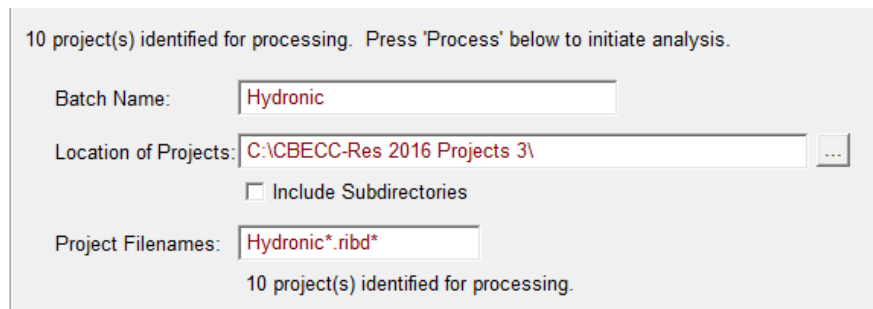 10 project(s) identified for processing.  Press 'Process' below to initiate analysis.
Batch Name: Hydronic
Location of Projects: C:\CBECC-Res 2016 Projects 3\ ...
Include Subdirectories
Project Filenames: Hydronic*.ribd*
10 project(s) identified for processing.